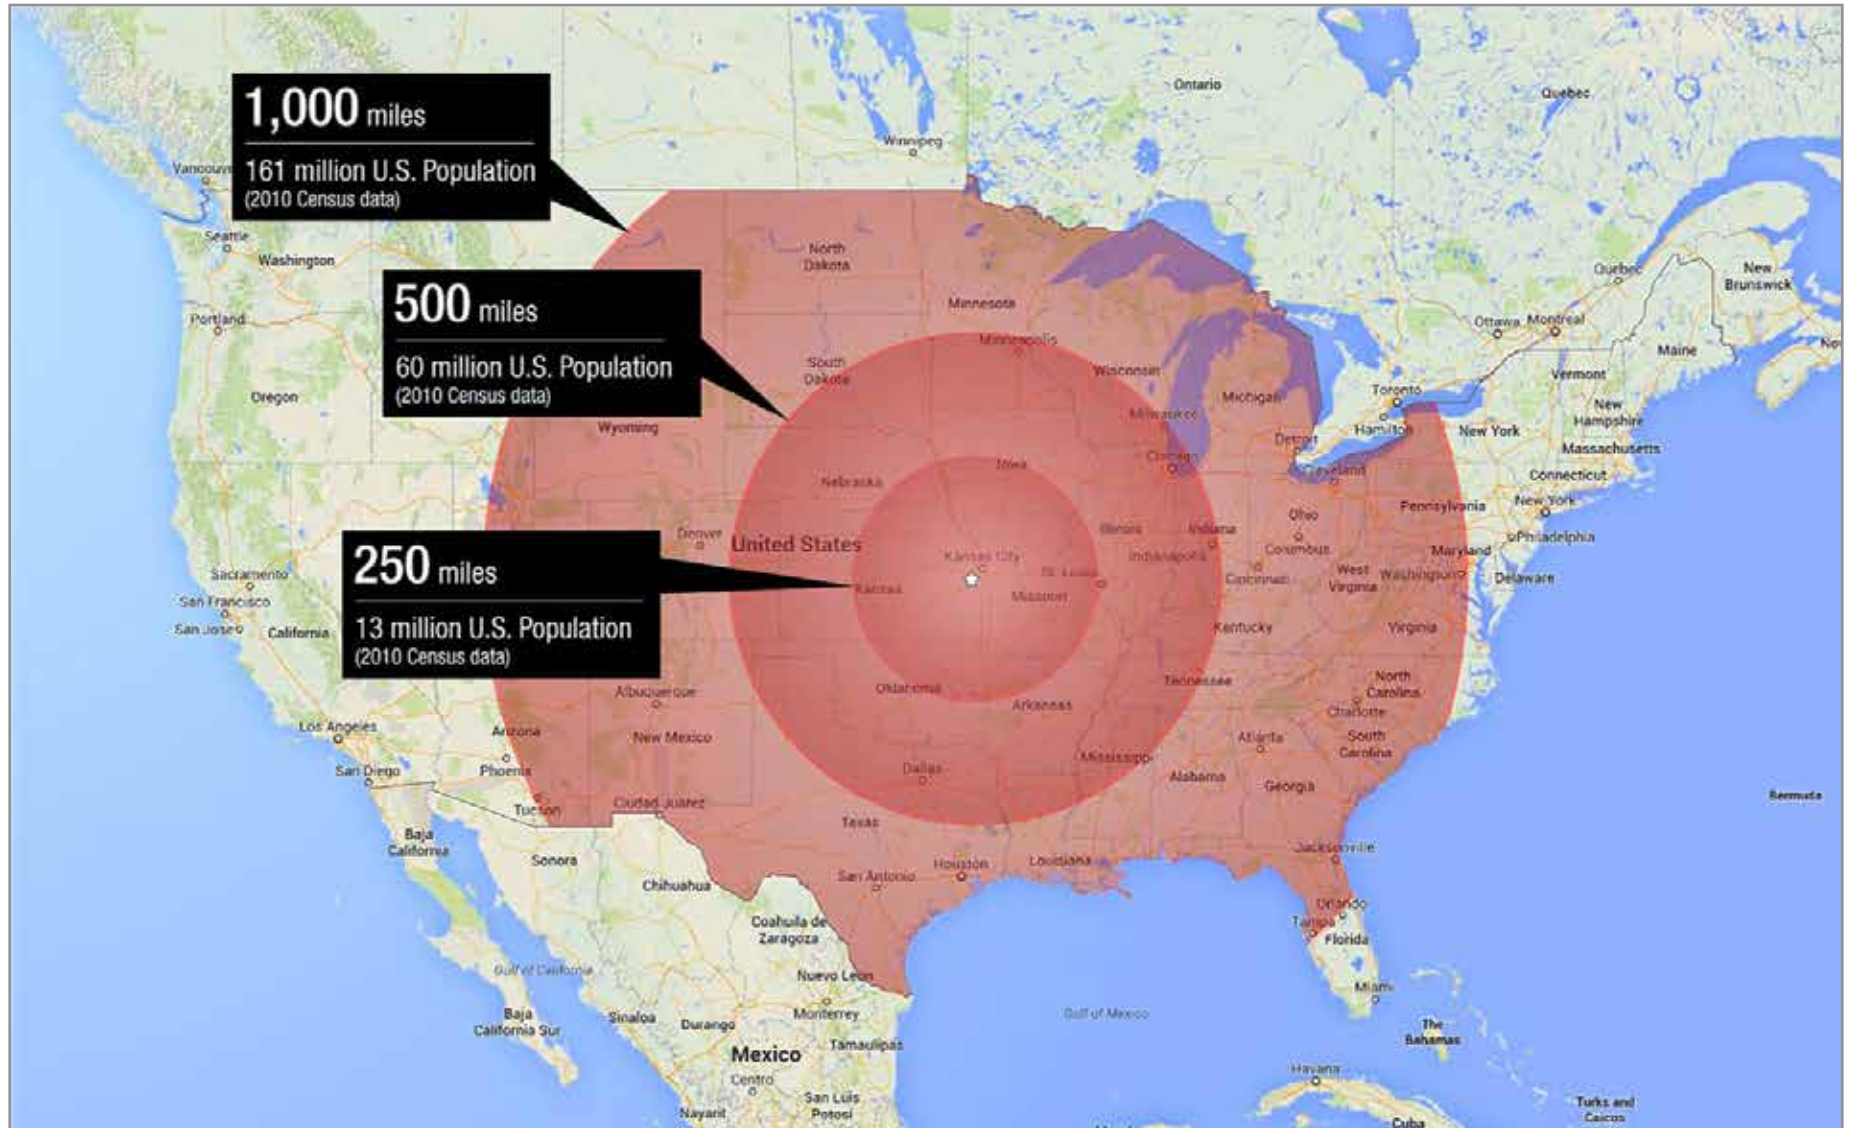 1,000 miles
161 million U.S. Population
(2010 Census data)
500 miles
60 million U.S. Population
(2010 Census data)
250 miles
13 million U.S. Population
(2010 Census data)
Ontario
Quebec
Winnipeg
Seattle
Washington
North
Dakota
Quebec
New
Brunswick
Minnesota
Portland
Ottawa
Montreal
Minneapolis
Maine
South
Dakota
Wisconsin
Vermont
Oregon
Michigan
Toronto
New
Hampshire
Milwaukee
Wyoming
Hamilton
New York
Detroit
Massachusetts
Chicago
Iowa
Cleveland
Connecticut
Nebraska
New York
Pennsylvania
Ohio
Illinois
Indiana
Denver
United States
Philadelphia
Columbus
Maryland
Indianapolis
Kansas City
West
Virginia
Washington
Delaware
Cincinnati
Sacramento
St. Louis
Kansas
Missouri
San Francisco
San Jose
California
Kentucky
Virginia
Tennessee
North
Carolina
Oklahoma
Albuquerque
Arkansas
Charlotte
Los Angeles
Arizona
New Mexico
Atlanta
South
Carolina
Mississippi
San Diego
Phoenix
Dallas
Alabama
Georgia
Bermuda
Tucson
Ciudad Juarez
Texas
Baja
California
Jacksonville
Sonora
Houston
Louisiana
San Antonio
Chihuahua
Orlando
Coahuila de
Zaragoza
Tampa
Florida
Gulf of California
Nuevo Leon
Miami
Baja
California Sur
Sinaloa
Durango
Monterrey
Gulf of Mexico
The
Bahamas
Mexico
Tamaulipas
Centro
Havana
San Luis
Potosi
Nayarit
Turks and
Caicos
Cuba